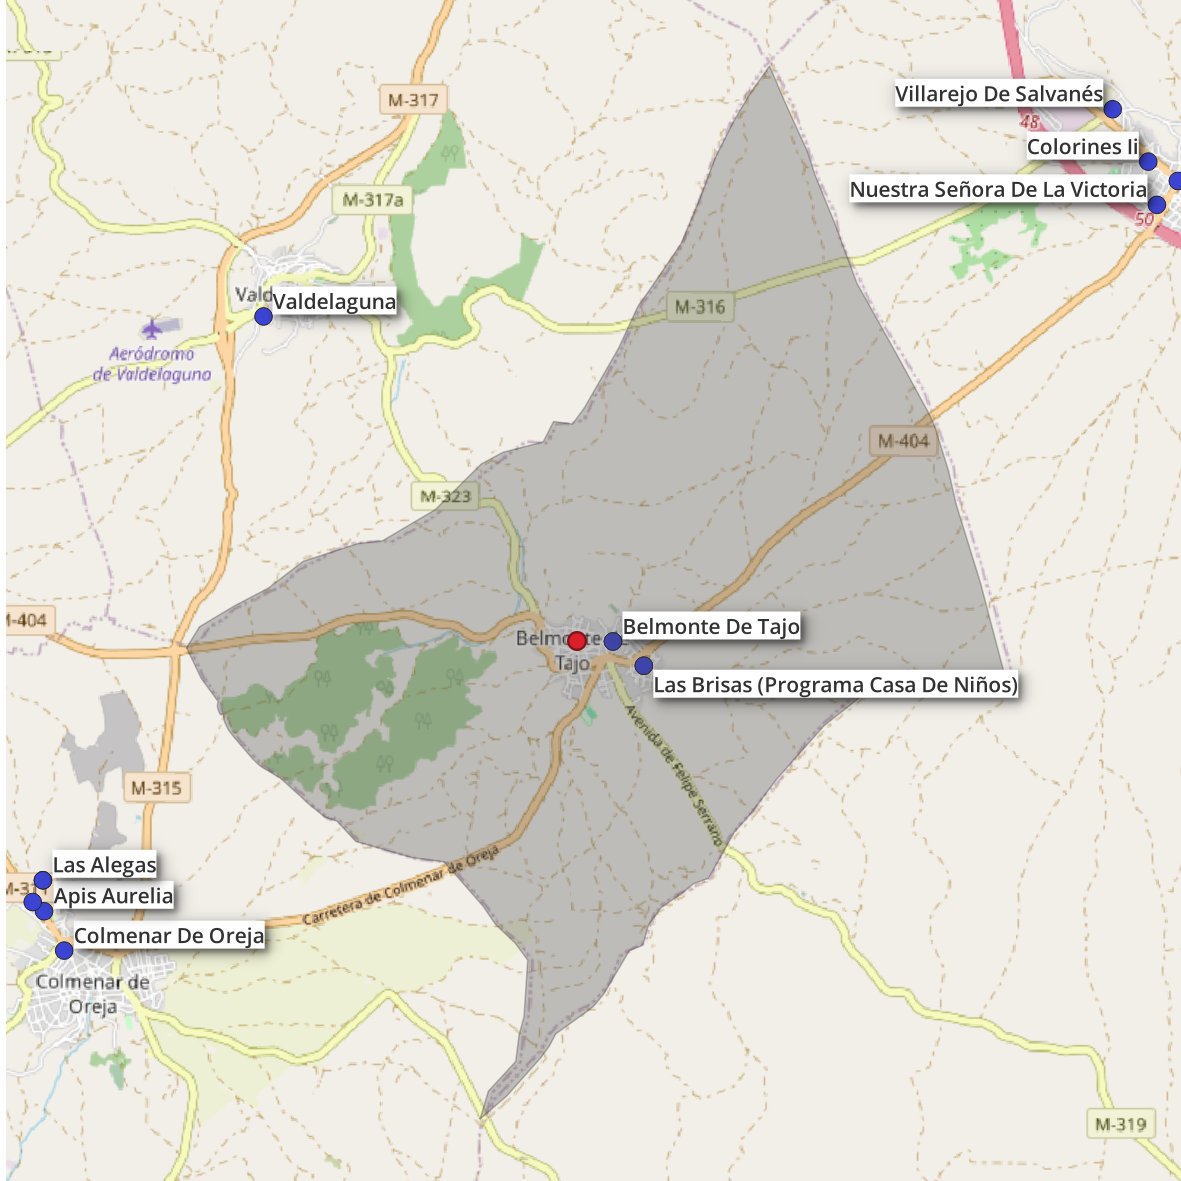 M-317
Villarejo De Salvanés
48
Colorines Ii
M-317a
Nuestra Señora De La Victoria
50
Vald
Valdelaguna
M-316
Aeródromo
de Valdelaguna
M-404
M-323
M-404
Belmonte De Tajo
Tajo
Las Brisas (Programa Casa De Niños)
Avenida de Felipe Serrano
M-315
Carretera de Colmenar de Oreja
Las Alegas
Apis Aurelia
Colmenar De Oreja
Colmenar de
Oreja
M-319